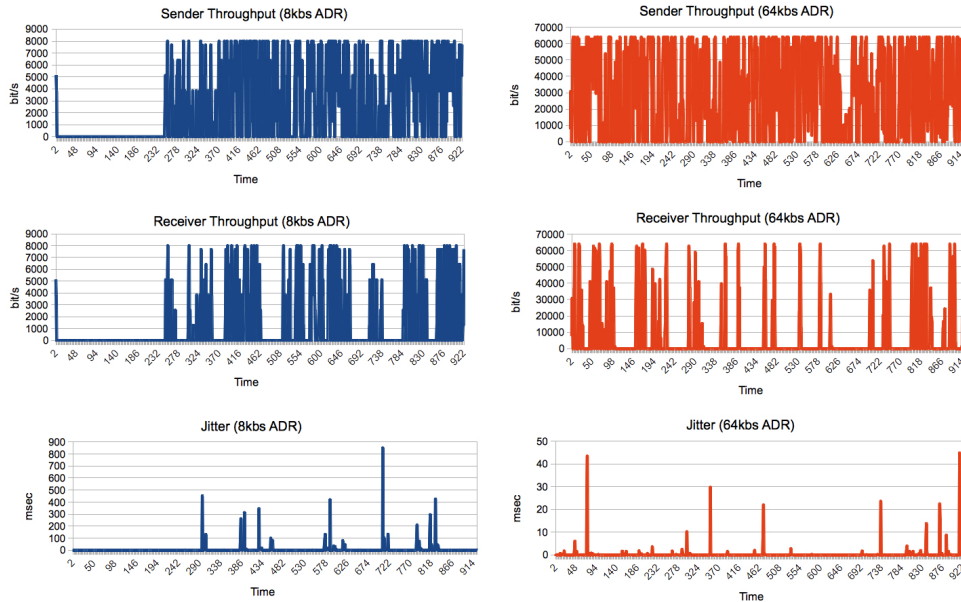 Sender Throughput (8kbs ADR)
9000
8000
7000
6000
5000
4000
3000
2000
1000
0
bit/s
2 48 94 140 186 232 278 324 370 416 462 508 554 600 646 692 738 784 830 876 922
Time
Sender Throughput (64kbs ADR)
70000
60000
50000
40000
30000
20000
10000
0
bit/s
2 50 98 146 194 242 290 338 386 434 482 530 578 626 674 722 770 818 866 914
Time
Receiver Throughput (8kbs ADR)
9000
8000
7000
6000
5000
4000
3000
2000
1000
0
bit/s
2 48 94 140 186 232 278 324 370 416 462 508 554 600 646 692 738 784 830 876 922
Time
Receiver Throughput (64kbs ADR)
70000
60000
50000
40000
30000
20000
10000
0
bit/s
2 50 98 146 194 242 290 338 386 434 482 530 578 626 674 722 770 818 866 914
Time
Jitter (8kbs ADR)
900
800
700
600
500
400
300
200
100
0
msec
2 50 98 146 194 242 290 338 386 434 482 530 578 626 674 722 770 818 866 914
Time
Jitter (64kbs ADR)
50
40
30
20
10
0
msec
2 48 94 140 186 232 278 324 370 416 462 508 554 600 646 692 738 784 830 876 922
Time